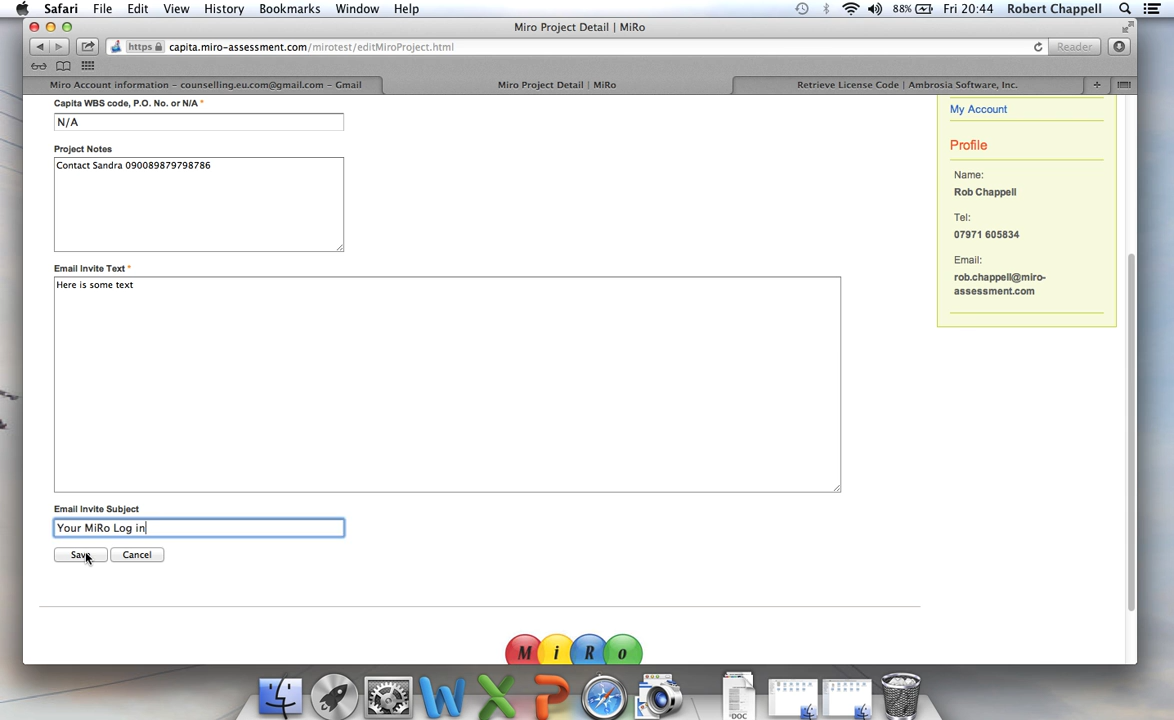 Safari File Edit View History Bookmarks Window Help 88% Fri 20:44 Robert Chappell
Miro Project Detail | MiRo
https capita.miro-assessment.com/mirotest/editMiroProject.html Reader
Miro Account information – counselling.eu.com@gmail.com – Gmail Miro Project Detail | MiRo Retrieve License Code | Ambrosia Software, Inc.
Capita WBS code, P.O. No. or N/A *
N/A
Project Notes
Contact Sandra 090089879798786
Email Invite Text *
Here is some text
Email Invite Subject
Your MiRo Log in
Save Cancel
My Account
Profile
Name:
Rob Chappell
Tel:
07971 605834
Email:
rob.chappell@miro-
assessment.com
M i R o
W X P
.DOC